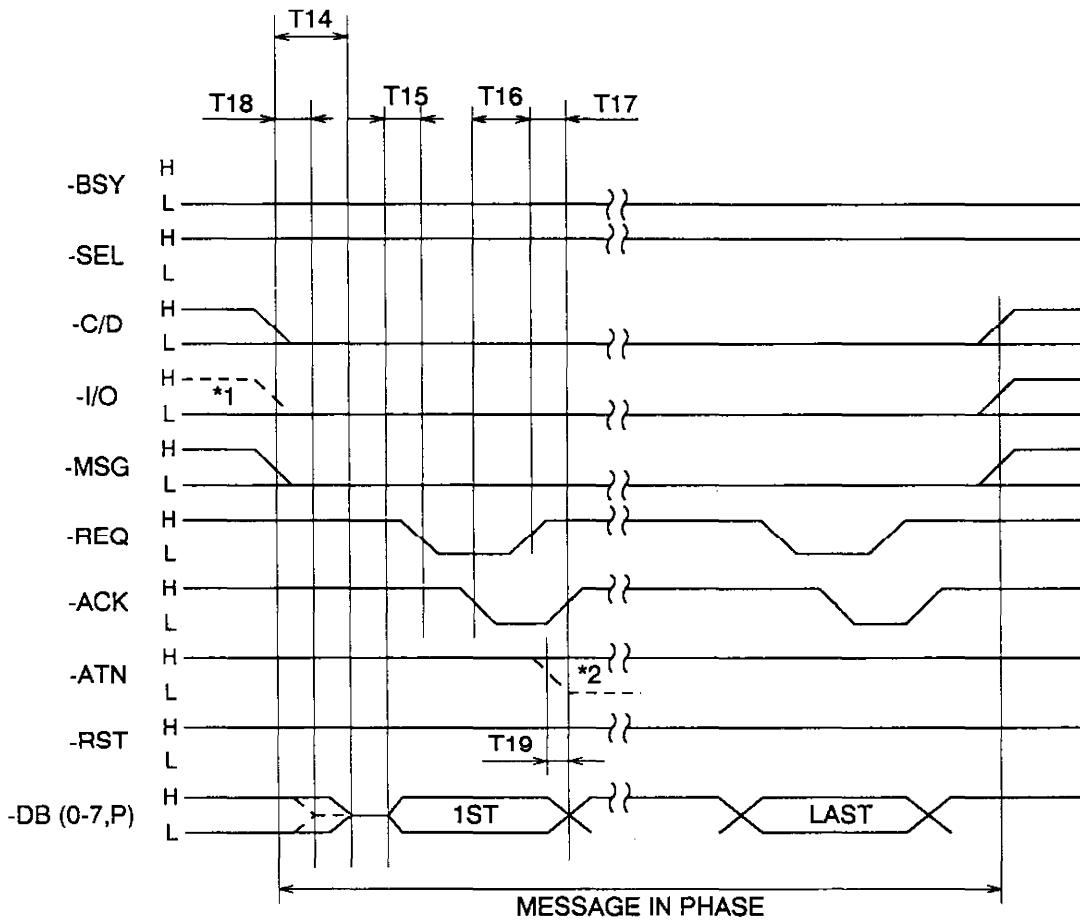 T14
T18 T15 T16 T17
-BSY H
L
-SEL H
L
-C/D H
L
-I/O H *1
L
-MSG H
L
-REQ H
L
-ACK H
L
-ATN H
L *2
-RST H
L T19
-DB (0-7,P) H
L 1ST LAST
MESSAGE IN PHASE